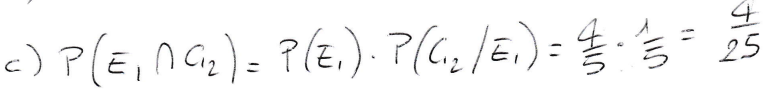 c) P(E₁ ∩ G₂) = P(E₁) · P(G₂/E₁) = 4/5 · 1/5 = 4/25